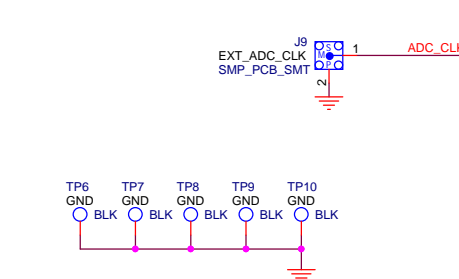 J9
EXT_ADC_CLK
SMP_PCB_SMT
S
M
P
1
2
TP6 TP7 TP8 TP9 TP10
GND GND GND GND GND
BLK BLK BLK BLK BLK